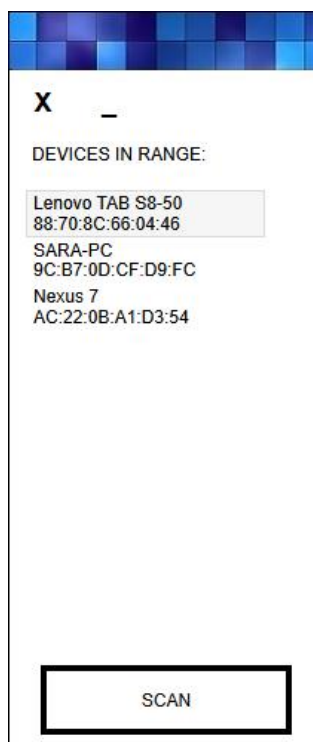 X _
DEVICES IN RANGE:
Lenovo TAB S8-50
88:70:8C:66:04:46
SARA-PC
9C:B7:0D:CF:D9:FC
Nexus 7
AC:22:0B:A1:D3:54
SCAN